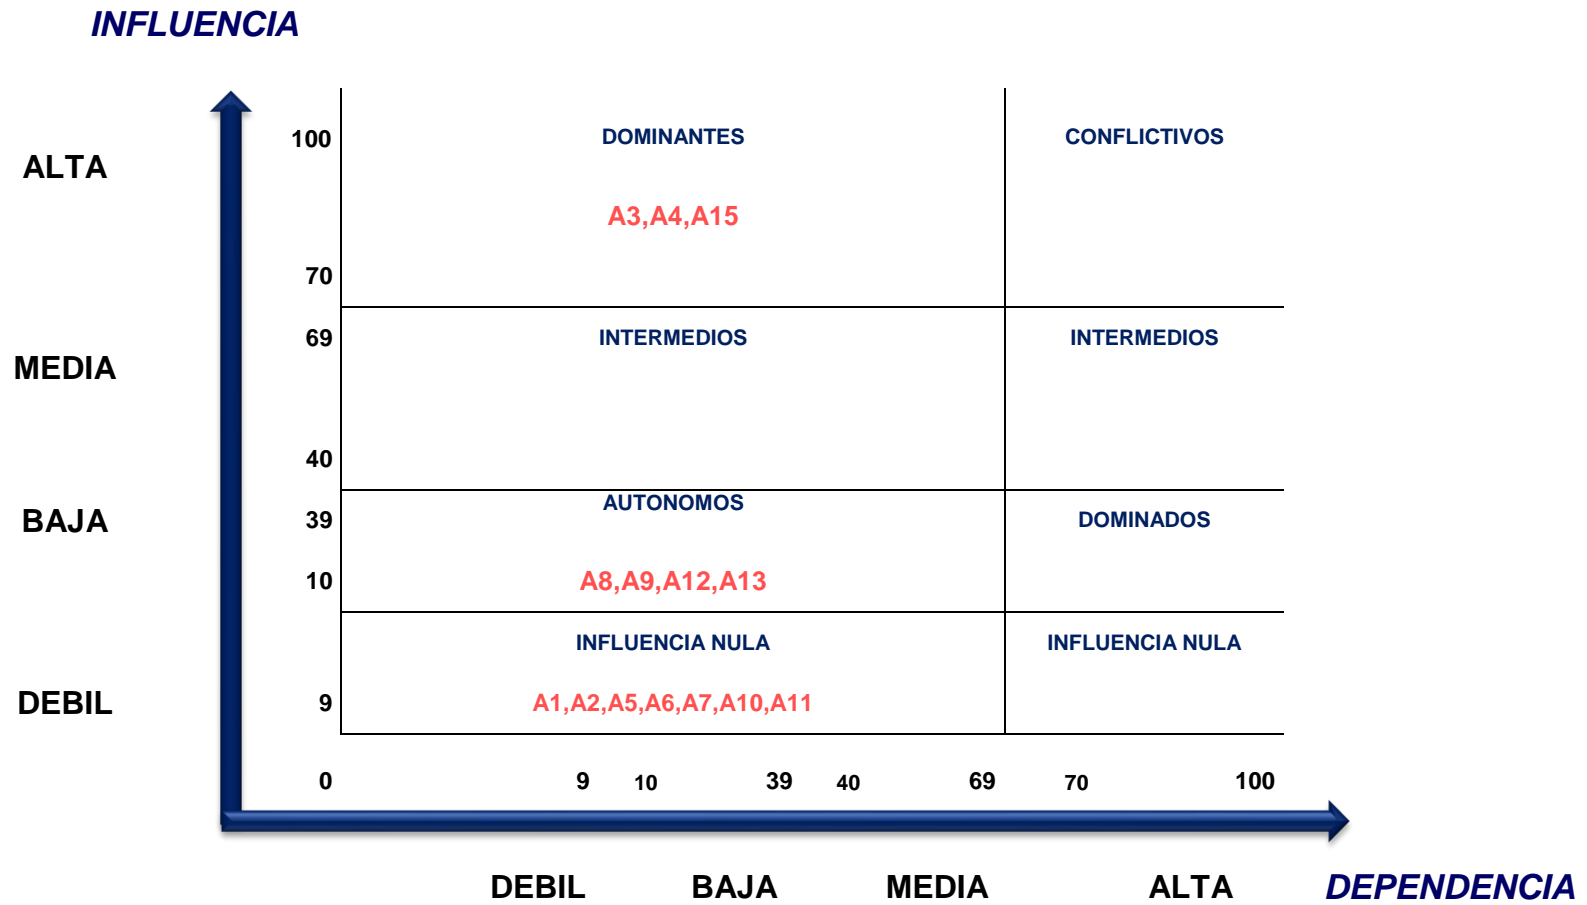 INFLUENCIA
ALTA
100
DOMINANTES
CONFLICTIVOS
A3,A4,A15
70
MEDIA
69
INTERMEDIOS
INTERMEDIOS
40
BAJA
39
AUTONOMOS
DOMINADOS
10
A8,A9,A12,A13
INFLUENCIA NULA
INFLUENCIA NULA
DEBIL
9
A1,A2,A5,A6,A7,A10,A11
0 9 10 39 40 69 70 100
DEBIL BAJA MEDIA ALTA DEPENDENCIA